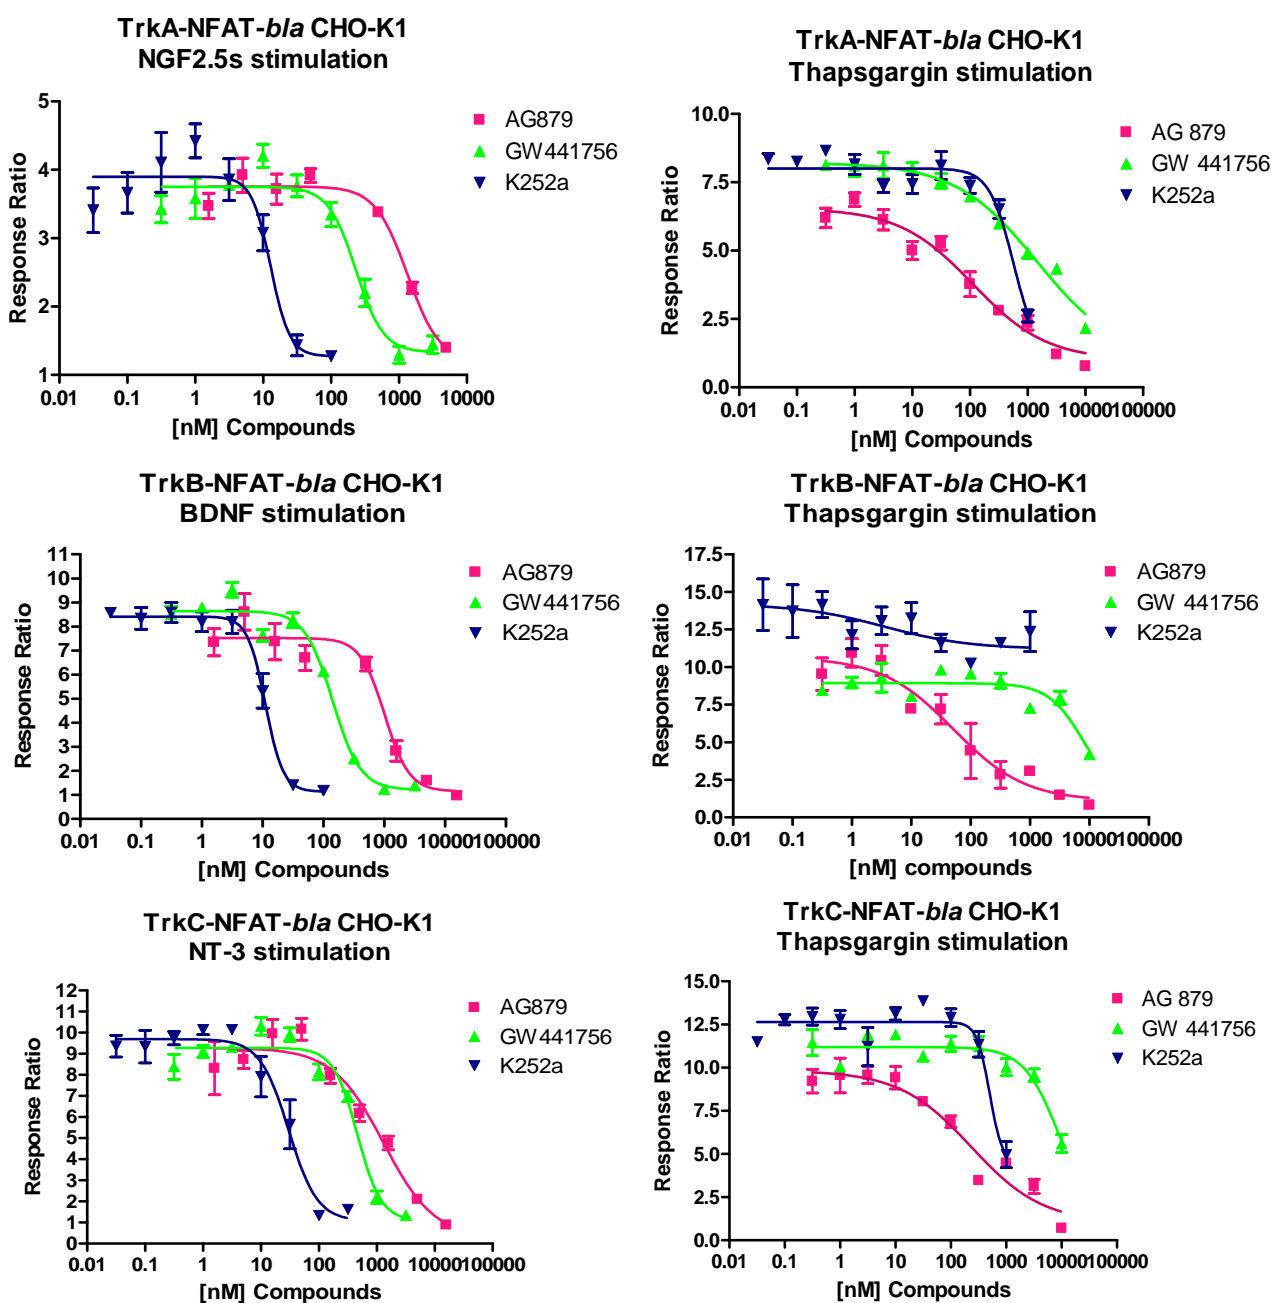 TrkA-NFAT-bla CHO-K1
NGF2.5s stimulation
5
4
3
2
1
Response Ratio
0.01 0.1 1 10 100 1000 10000
[nM] Compounds
AG879
GW441756
K252a
TrkA-NFAT-bla CHO-K1
Thapsgargin stimulation
10.0
7.5
5.0
2.5
0.0
Response Ratio
0.01 0.1 1 10 100 1000 10000 100000
[nM] Compounds
AG 879
GW 441756
K252a
TrkB-NFAT-bla CHO-K1
BDNF stimulation
11
10
9
8
7
6
5
4
3
2
1
0
Response Ratio
0.01 0.1 1 10 100 1000 10000 100000
[nM] Compounds
AG879
GW441756
K252a
TrkB-NFAT-bla CHO-K1
Thapsgargin stimulation
17.5
15.0
12.5
10.0
7.5
5.0
2.5
0.0
Response Ratio
0.01 0.1 1 10 100 1000 10000 100000
[nM] compounds
AG879
GW 441756
K252a
TrkC-NFAT-bla CHO-K1
NT-3 stimulation
12
11
10
9
8
7
6
5
4
3
2
1
0
Response Ratio
0.01 0.1 1 10 100 1000 10000 100000
[nM] Compounds
AG879
GW441756
K252a
TrkC-NFAT-bla CHO-K1
Thapsgargin stimulation
15.0
12.5
10.0
7.5
5.0
2.5
0.0
Response Ratio
0.01 0.1 1 10 100 1000 10000 100000
[nM] Compounds
AG 879
GW 441756
K252a